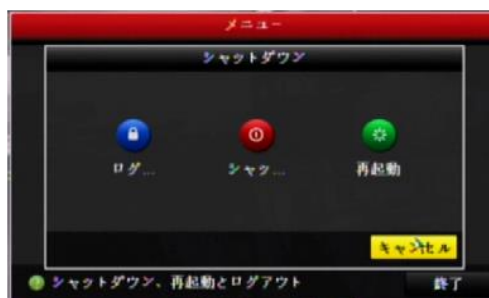 メニュー
シャットダウン
ログ...
シャッ...
再起動
キャンセル
シャットダウン、再起動とログアウト
終了